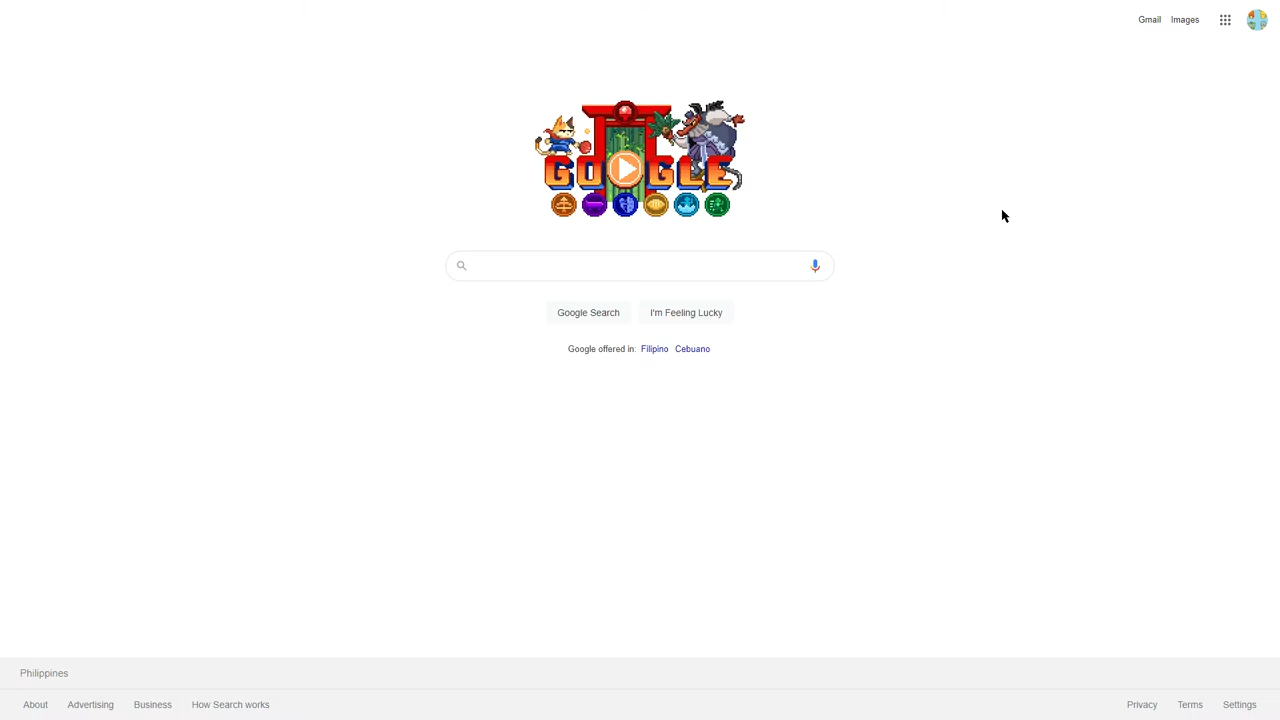 Gmail Images
GOOGLE
Google Search I'm Feeling Lucky
Google offered in: Filipino Cebuano
Philippines
About Advertising Business How Search works Privacy Terms Settings